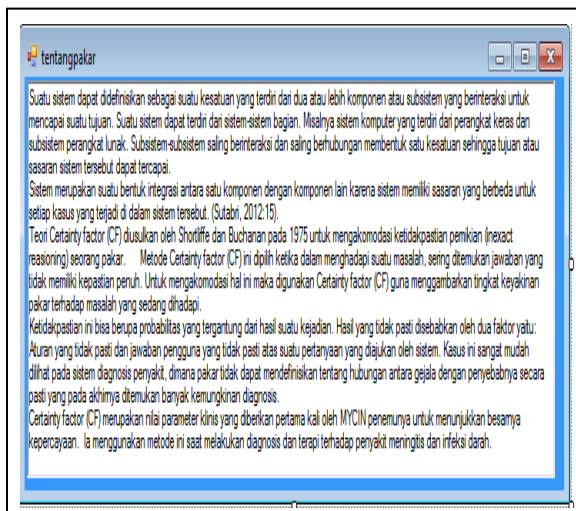 tentangpakar
Suatu sistem dapat didefinisikan sebagai suatu kesatuan yang terdiri dari dua atau lebih komponen atau subsistem yang berinteraksi untuk
mencapai suatu tujuan. Suatu sistem dapat terdiri dari sistem-sistem bagian. Misalnya sistem komputer yang terdiri dari perangkat keras dan
subsistem perangkat lunak. Subsistem-subsistem saling berinteraksi dan saling berhubungan membentuk satu kesatuan sehingga tujuan atau
sasaran sistem tersebut dapat tercapai.
Sistem merupakan suatu bentuk integrasi antara satu komponen dengan komponen lain karena sistem memiliki sasaran yang berbeda untuk
setiap kasus yang terjadi di dalam sistem tersebut. (Sutabri, 2012:15).
Teori Certainty factor (CF) diusulkan oleh Shortliffe dan Buchanan pada 1975 untuk mengakomodasi ketidakpastian pemikian (inexact
reasioning) seorang pakar. Metode Certainty factor (CF) ini dipilih ketika dalam menghadapi suatu masalah, sering ditemukan jawaban yang
tidak memiliki kepastian penuh. Untuk mengakomodasi hal ini maka digunakan Certainty factor (CF) guna menggambarkan tingkat keyakinan
pakar terhadap masalah yang sedang dihadapi.
Ketidakpastian ini bisa berupa probabilitas yang tergantung dari hasil suatu kejadian. Hasil yang tidak pasti disebabkan oleh dua faktor yaitu:
Aturan yang tidak pasti dan jawaban pengguna yang tidak pasti atas suatu pertanyaan yang diajukan oleh sistem. Kasus ini sangat mudah
dilihat pada sistem diagnosis penyakit, dimana pakar tidak dapat mendefinisikan tentang hubungan antara gejala dengan penyebabnya secara
pasti yang pada akhirnya ditemukan banyak kemungkinan diagnosis.
Certainty factor (CF) merupakan nilai parameter klinis yang diberikan pertama kali oleh MYCIN penemunya untuk menunjukkan besarnya
kepercayaan. Ia menggunakan metode ini saat melakukan diagnosis dan terapi terhadap penyakit meningitis dan infeksi darah.